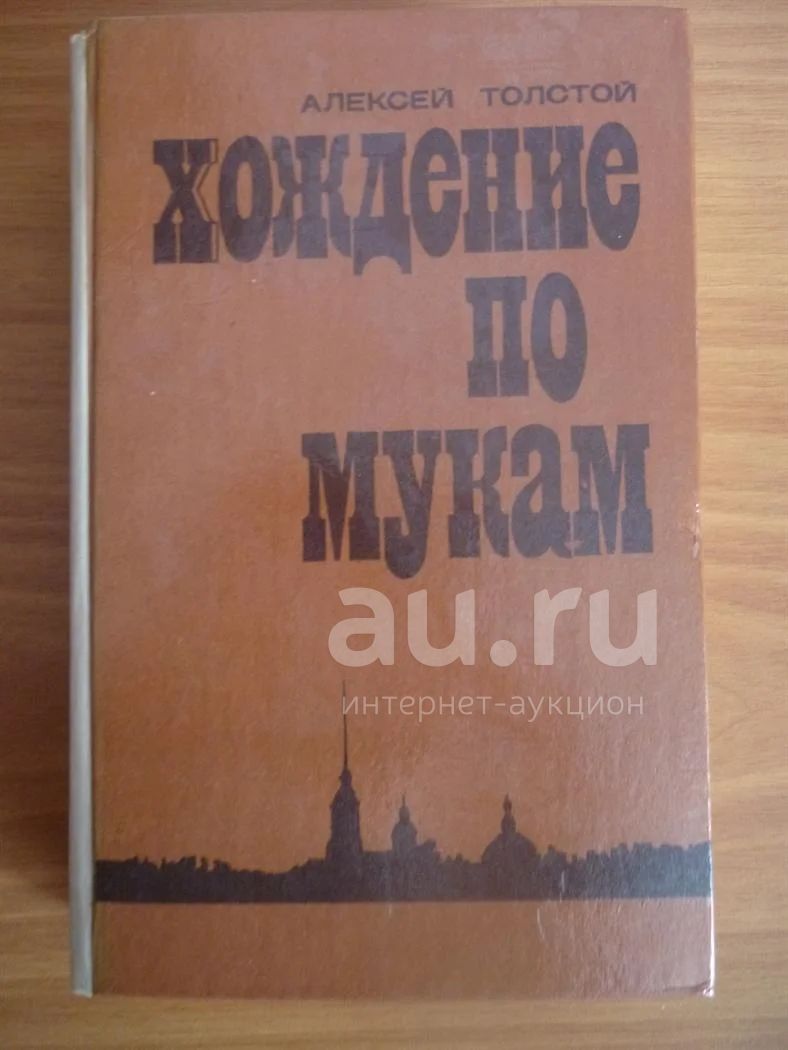 АЛЕКСЕЙ ТОЛСТОЙ
ХОЖДЕНИЕ
ПО
МУКАМ
au.ru
интернет-аукцион